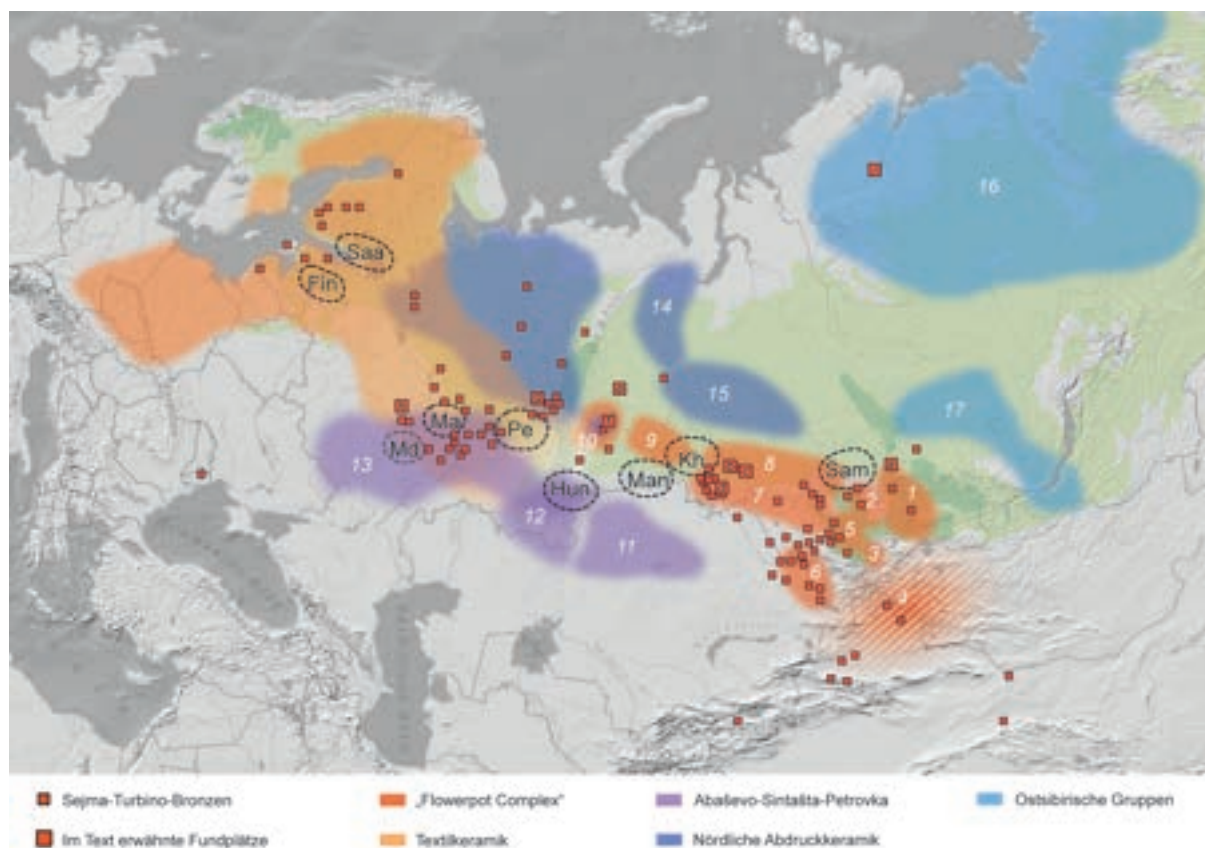 16
Saa
Fin
14
15
17
Ma
Pe
Md
10
9
Kh
8
Sam
13
Hun
Man
7
2
1
12
11
5
3
6
4
Sejma-Turbino-Bronzen
„Flowerpot Complex"
Abaševo-Sintašta-Petrovka
Ostsibirische Gruppen
Im Text erwähnte Fundplätze
Textilkeramik
Nördliche Abdruckkeramik